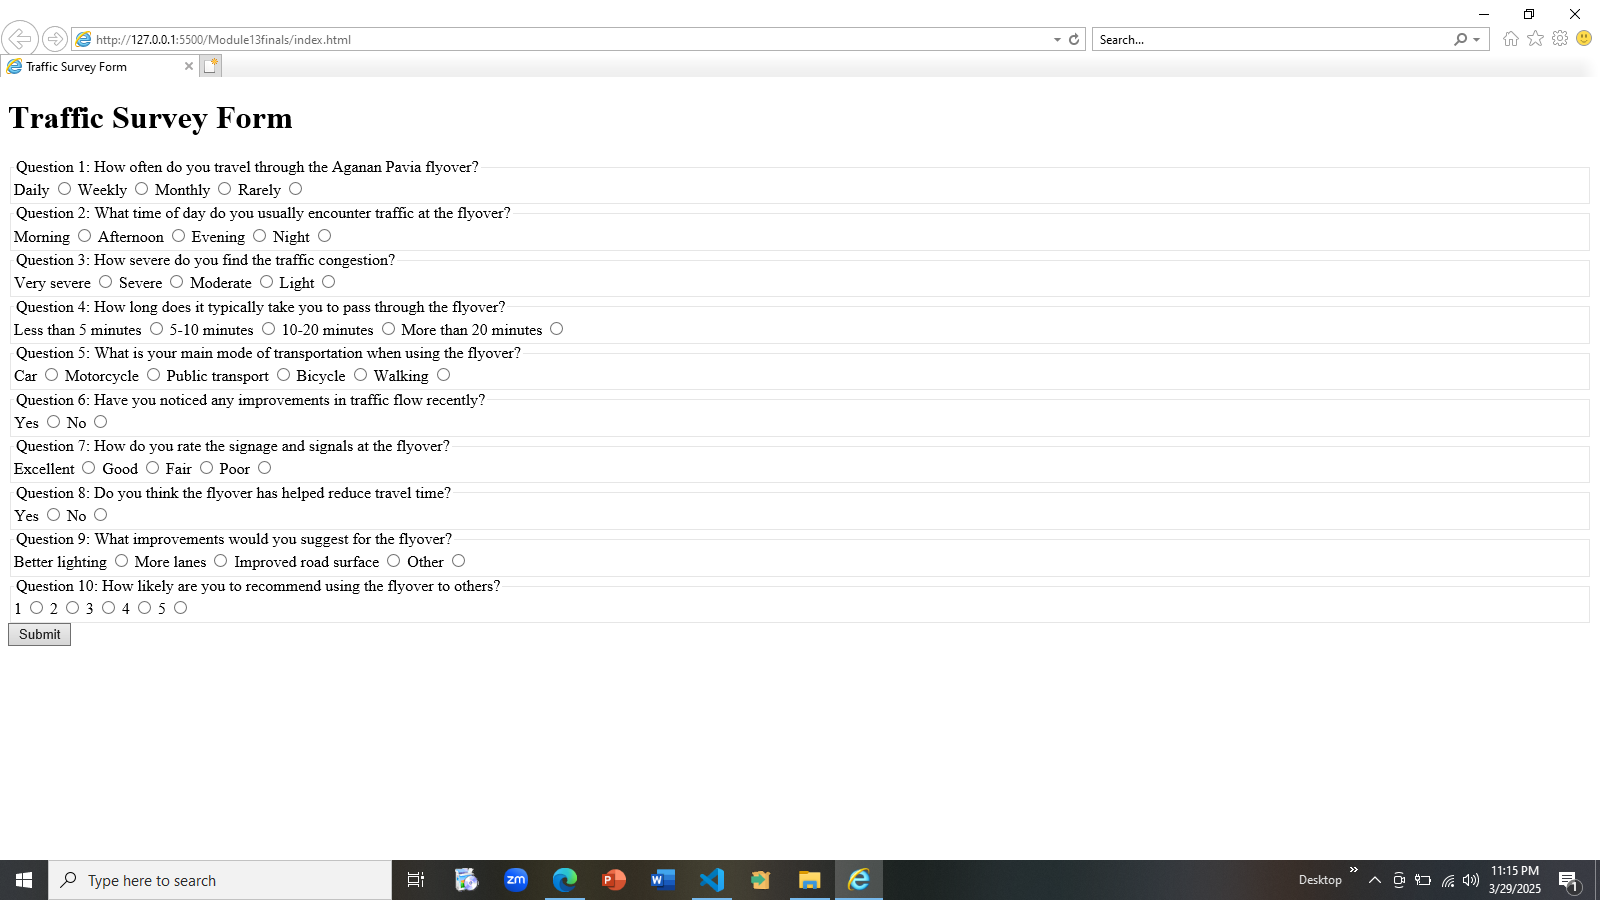 http://127.0.0.1:5500/Module13finals/index.html
Search...
Traffic Survey Form
Traffic Survey Form
Question 1: How often do you travel through the Aganan Pavia flyover?
Daily Weekly Monthly Rarely
Question 2: What time of day do you usually encounter traffic at the flyover?
Morning Afternoon Evening Night
Question 3: How severe do you find the traffic congestion?
Very severe Severe Moderate Light
Question 4: How long does it typically take you to pass through the flyover?
Less than 5 minutes 5-10 minutes 10-20 minutes More than 20 minutes
Question 5: What is your main mode of transportation when using the flyover?
Car Motorcycle Public transport Bicycle Walking
Question 6: Have you noticed any improvements in traffic flow recently?
Yes No
Question 7: How do you rate the signage and signals at the flyover?
Excellent Good Fair Poor
Question 8: Do you think the flyover has helped reduce travel time?
Yes No
Question 9: What improvements would you suggest for the flyover?
Better lighting More lanes Improved road surface Other
Question 10: How likely are you to recommend using the flyover to others?
1 2 3 4 5
Submit
Type here to search
zm
P
W
Desktop
11:15 PM
3/29/2025
1